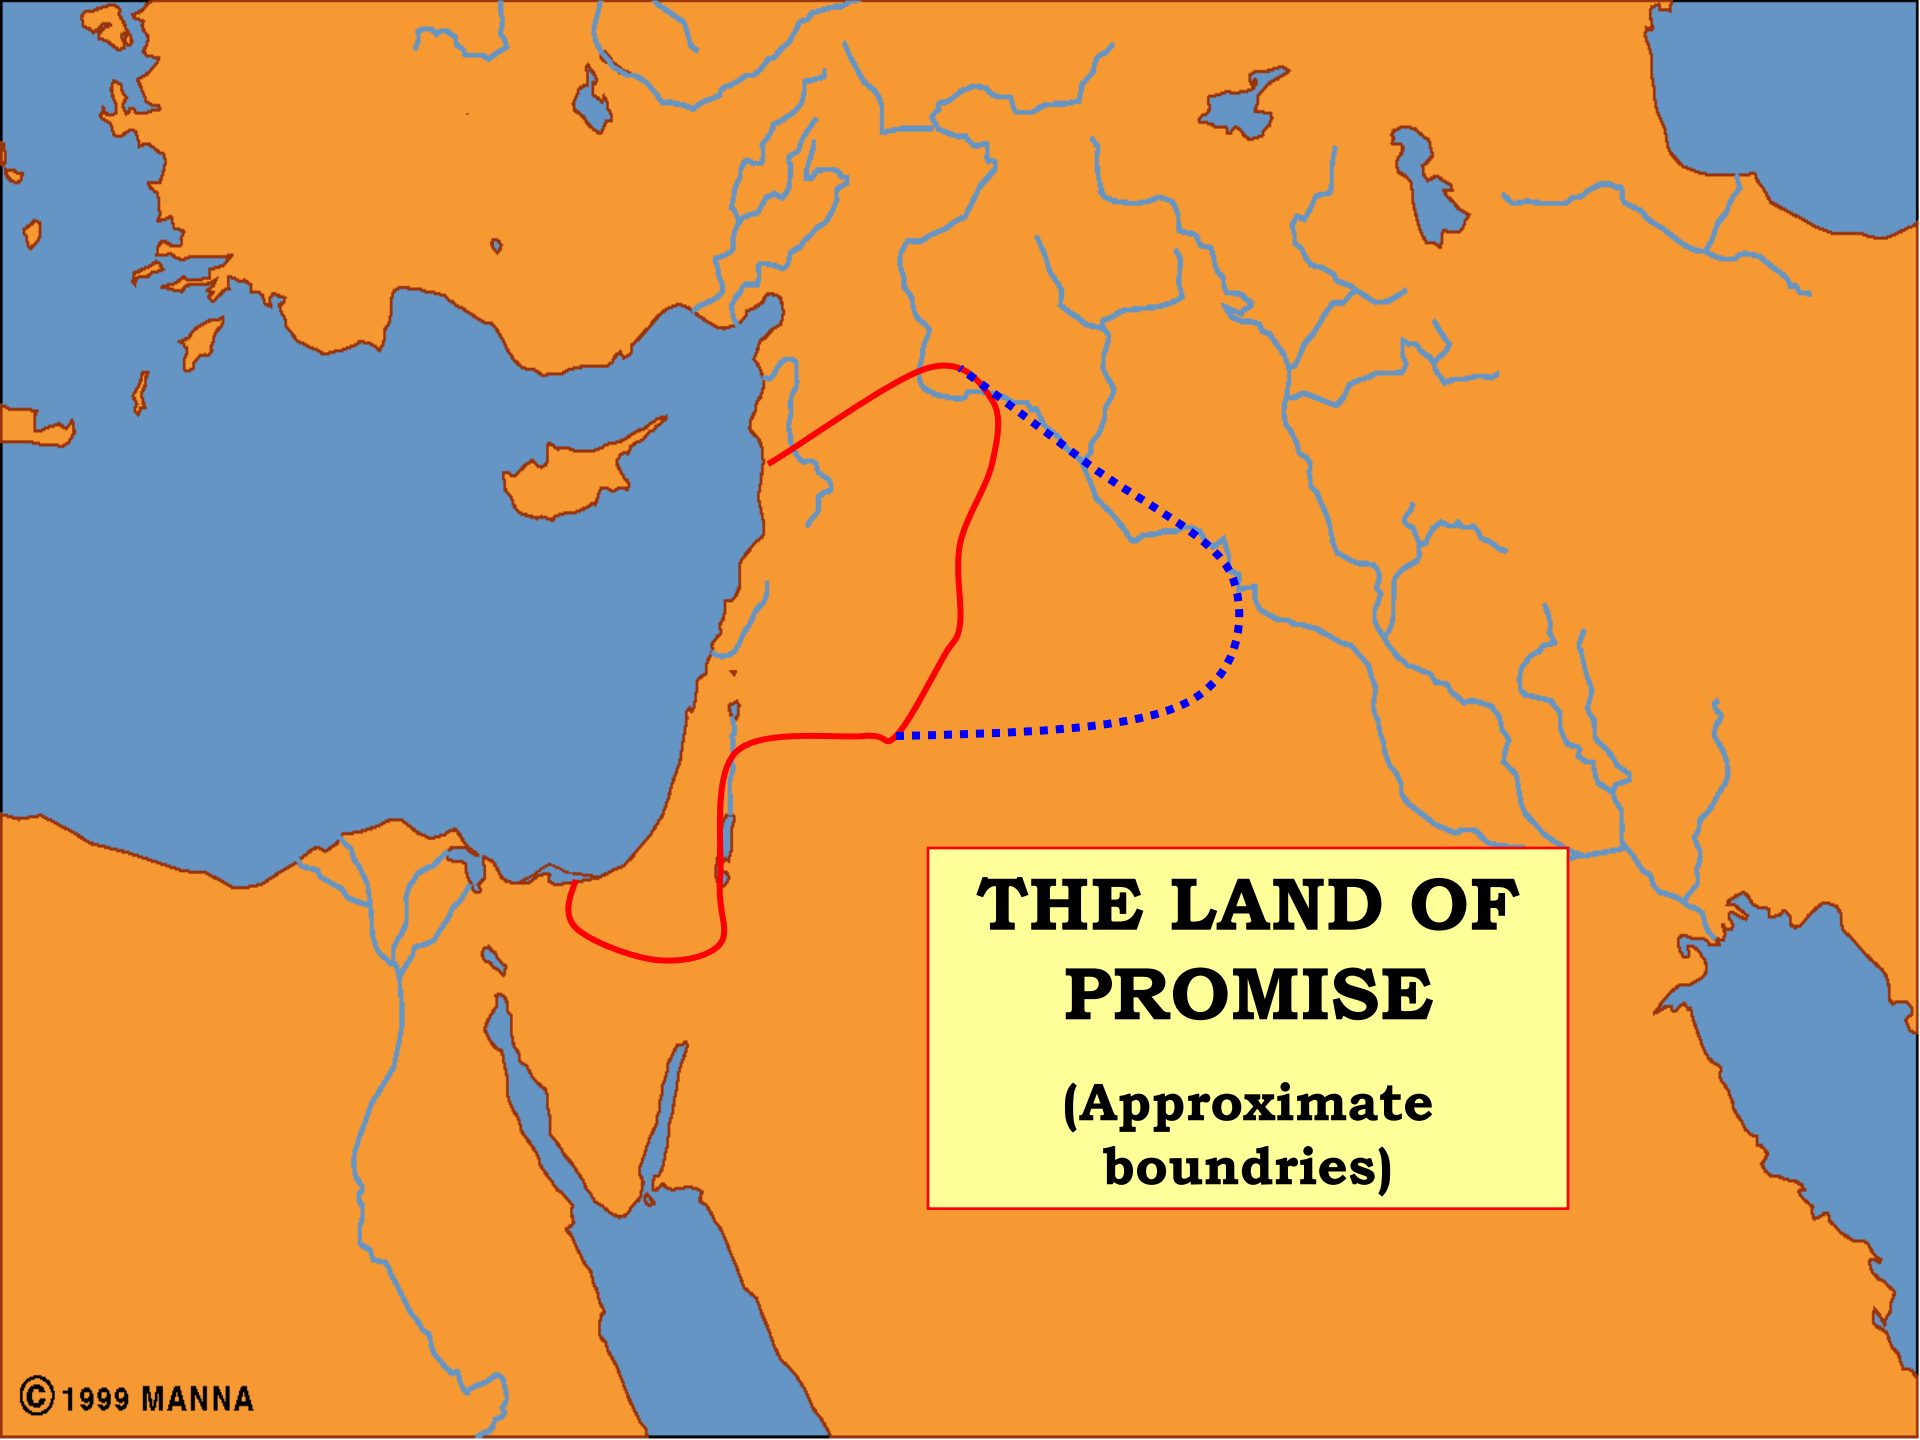 THE LAND OF
PROMISE
(Approximate
boundries)
© 1999 MANNA